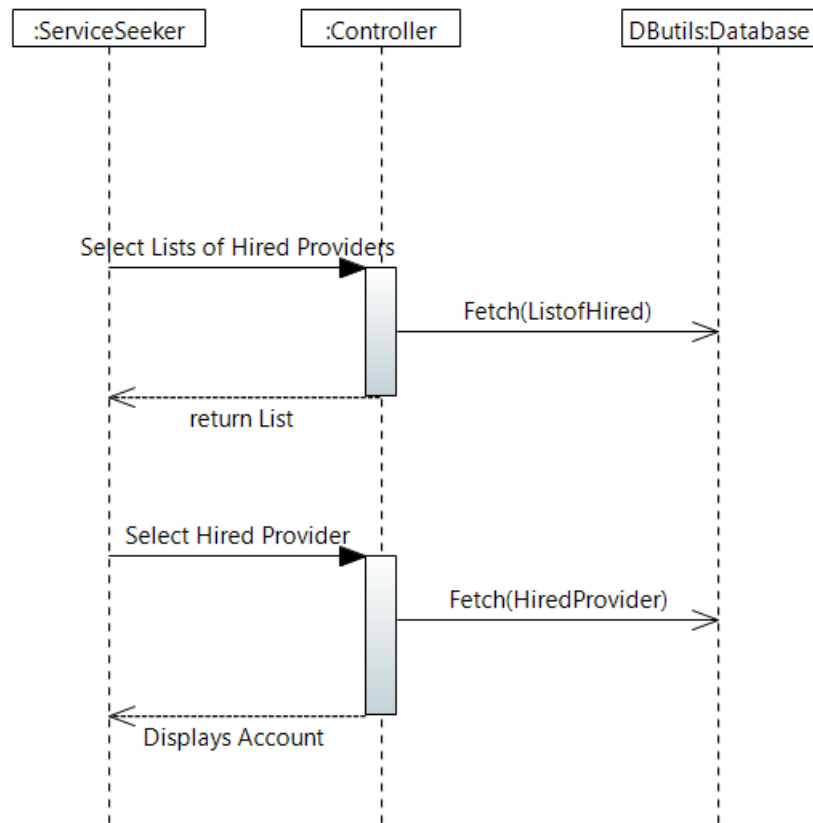 :ServiceSeeker
:Controller
DButils:Database
Select Lists of Hired Providers
Fetch(ListofHired)
return List
Select Hired Provider
Fetch(HiredProvider)
Displays Account